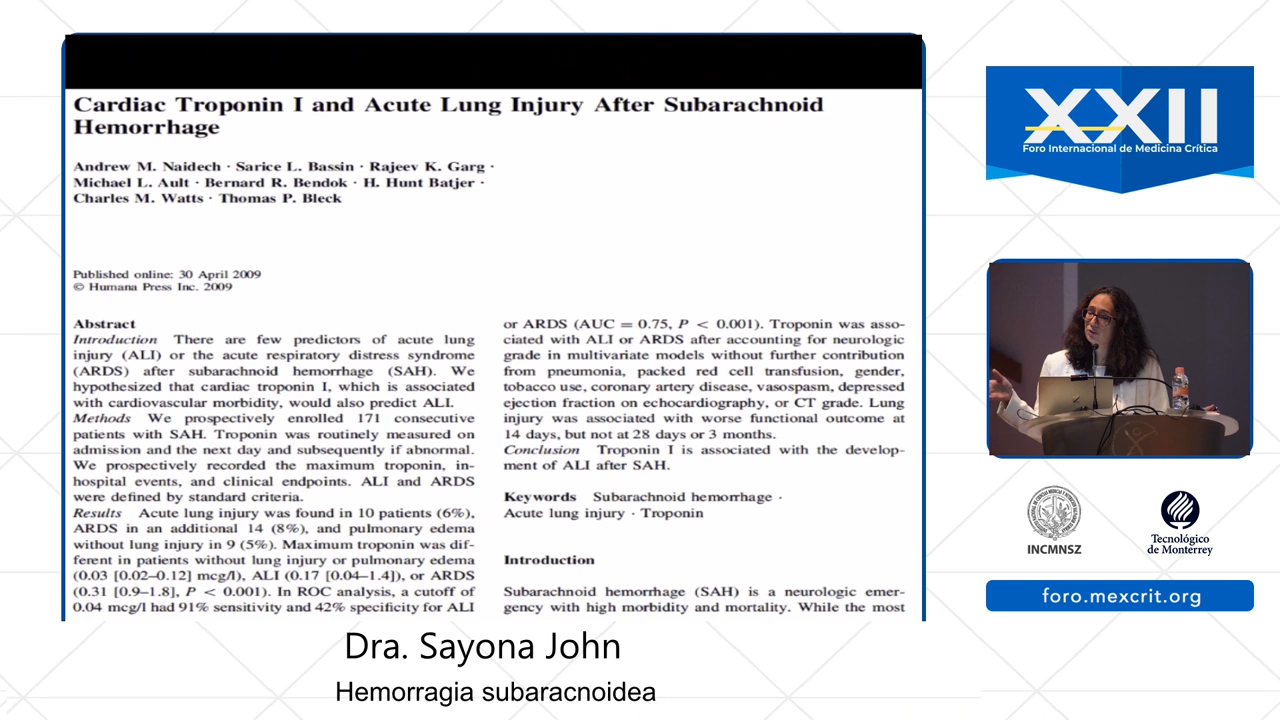 Cardiac Troponin I and Acute Lung Injury After Subarachnoid
Hemorrhage
Andrew M. Naidech · Sarice L. Bassin · Rajeev K. Garg ·
Michael L. Ault · Bernard R. Bendok · H. Hunt Batjer ·
Charles M. Watts · Thomas P. Bleck
Published online: 30 April 2009
© Humana Press Inc. 2009
Abstract
Introduction There are few predictors of acute lung
injury (ALI) or the acute respiratory distress syndrome
(ARDS) after subarachnoid hemorrhage (SAH). We
hypothesized that cardiac troponin I, which is associated
with cardiovascular morbidity, would also predict ALI.
Methods We prospectively enrolled 171 consecutive
patients with SAH. Troponin was routinely measured on
admission and the next day and subsequently if abnormal.
We prospectively recorded the maximum troponin, in-
hospital events, and clinical endpoints. ALI and ARDS
were defined by standard criteria.
Results Acute lung injury was found in 10 patients (6%),
ARDS in an additional 14 (8%), and pulmonary edema
without lung injury in 9 (5%). Maximum troponin was dif-
ferent in patients without lung injury or pulmonary edema
(0.03 [0.02–0.12] mcg/l), ALI (0.17 [0.04–1.4]), or ARDS
(0.31 [0.9–1.8], P < 0.001). In ROC analysis, a cutoff of
0.04 mcg/l had 91% sensitivity and 42% specificity for ALI
or ARDS (AUC = 0.75, P < 0.001). Troponin was asso-
ciated with ALI or ARDS after accounting for neurologic
grade in multivariate models without further contribution
from pneumonia, packed red cell transfusion, gender,
tobacco use, coronary artery disease, vasospasm, depressed
ejection fraction on echocardiography, or CT grade. Lung
injury was associated with worse functional outcome at
14 days, but not at 28 days or 3 months.
Conclusion Troponin I is associated with the develop-
ment of ALI after SAH.
Keywords Subarachnoid hemorrhage ·
Acute lung injury · Troponin
Introduction
Subarachnoid hemorrhage (SAH) is a neurologic emer-
gency with high morbidity and mortality. While the most
Dra. Sayona John
Hemorragia subaracnoidea
XXII
Foro Internacional de Medicina Crítica
INCMNSZ
Tecnológico
de Monterrey
foro.mexcrit.org